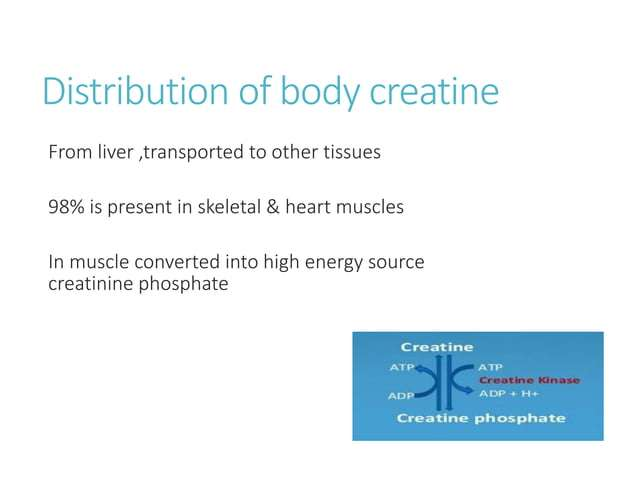 Distribution of body creatine
From liver ,transported to other tissues
98% is present in skeletal & heart muscles
In muscle converted into high energy source
creatinine phosphate
Creatine
ATP ATP
Creatine Kinase
ADP ADP + H+
Creatine phosphate